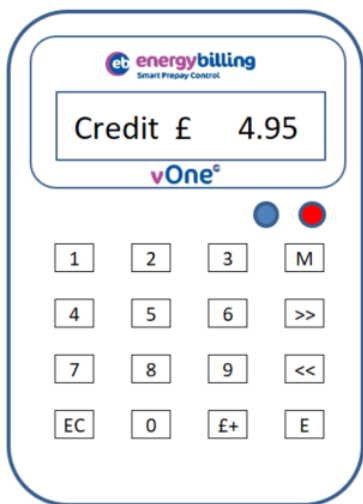 eb energybilling
Smart Prepay Control
Credit £ 4.95
vOne
1 2 3 M
4 5 6 >>
7 8 9 <<
EC 0 £+ E